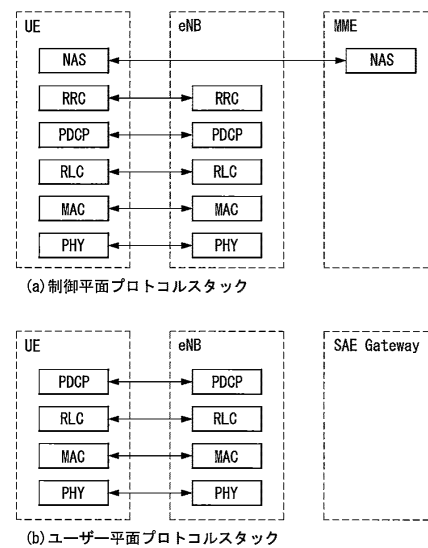 UE eNB MME
NAS NAS
RRC RRC
PDCP PDCP
RLC RLC
MAC MAC
PHY PHY
(a)制御平面プロトコルスタック
UE eNB SAE Gateway
PDCP PDCP
RLC RLC
MAC MAC
PHY PHY
(b)ユーザー平面プロトコルスタック